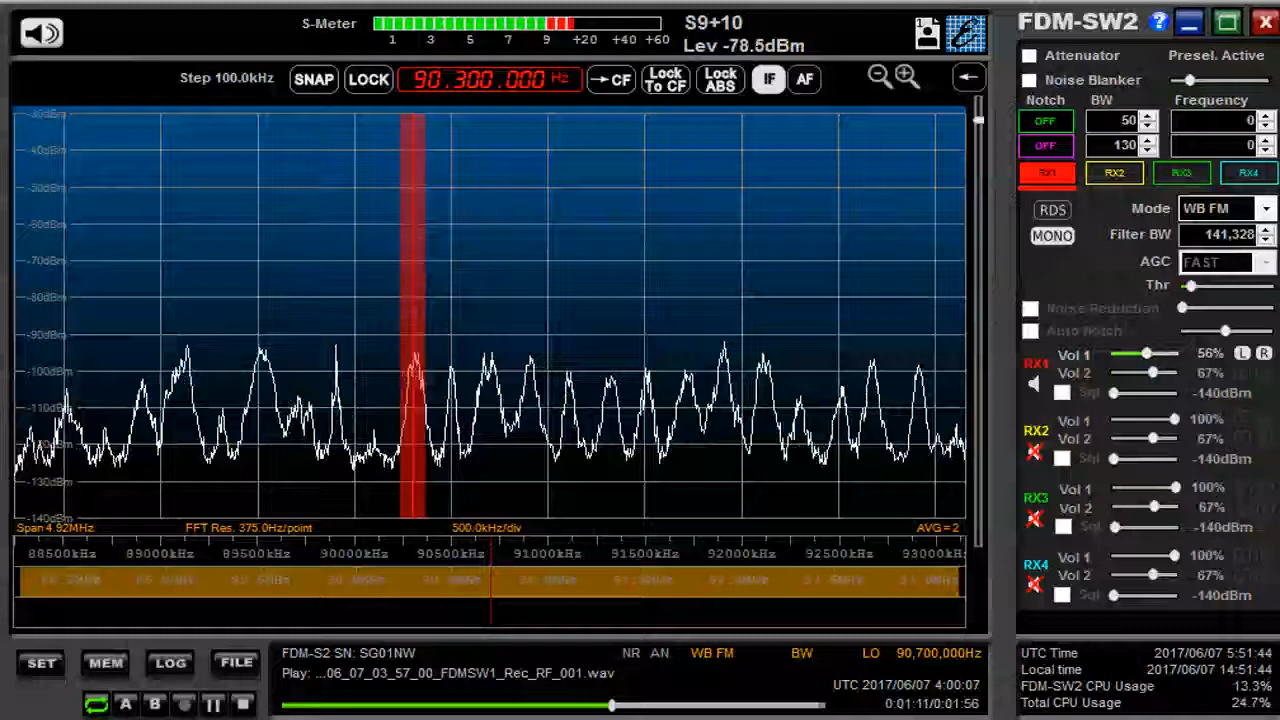 S-Meter
1 3 5 7 9 +20 +40 +60
S9+10
Lev -78.5dBm
FDM-SW2 ? X
Step 100.0kHz SNAP LOCK 90.300.000 Hz →CF Lock To CF Lock ABS IF AF
-30dBm
-40dBm
-50dBm
-60dBm
-70dBm
-80dBm
-90dBm
-100dBm
-110dBm
-120dBm
-130dBm
-140dBm
Span 4.92MHz FFT Res. 375.0Hz/point 500.0kHz/div AVG=2
88500kHz 89000kHz 89500kHz 90000kHz 90500kHz 91000kHz 91500kHz 92000kHz 92500kHz 93000kH
Attenuator Presel. Active
Noise Blanker
Notch BW Frequency
OFF 50 0
OFF 130 0
RX1 RX2 RX3 RX4
RDS Mode WB FM
MONO Filter BW 141,328
AGC FAST
Thr
Noise Reduction
Auto Notch
RX1 Vol 1 56% L R
Vol 2 67%
Sql -140dBm
RX2 Vol 1 100%
Vol 2 67%
Sql -140dBm
RX3 Vol 1 100%
Vol 2 67%
Sql -140dBm
RX4 Vol 1 100%
Vol 2 67%
Sql -140dBm
SET MEM LOG FILE
A B
FDM-S2 SN: SG01NW NR AN WB FM BW LO 90,700,000Hz
Play: ...06_07_03_57_00_FDMSW1_Rec_RF_001.wav
UTC 2017/06/07 4:00:07
0:01:11/0:01:56
UTC Time 2017/06/07 5:51:44
Local time 2017/06/07 14:51:44
FDM-SW2 CPU Usage 13.3%
Total CPU Usage 24.7%